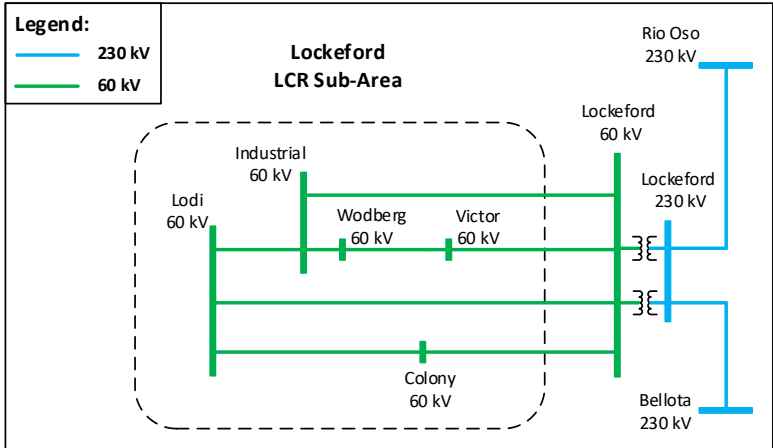 Legend:
230 kV
60 kV
Lockeford
LCR Sub-Area
Rio Oso
230 kV
Lockeford
60 kV
Lockeford
230 kV
Industrial
60 kV
Lodi
60 kV
Wodberg
60 kV
Victor
60 kV
Colony
60 kV
Bellota
230 kV